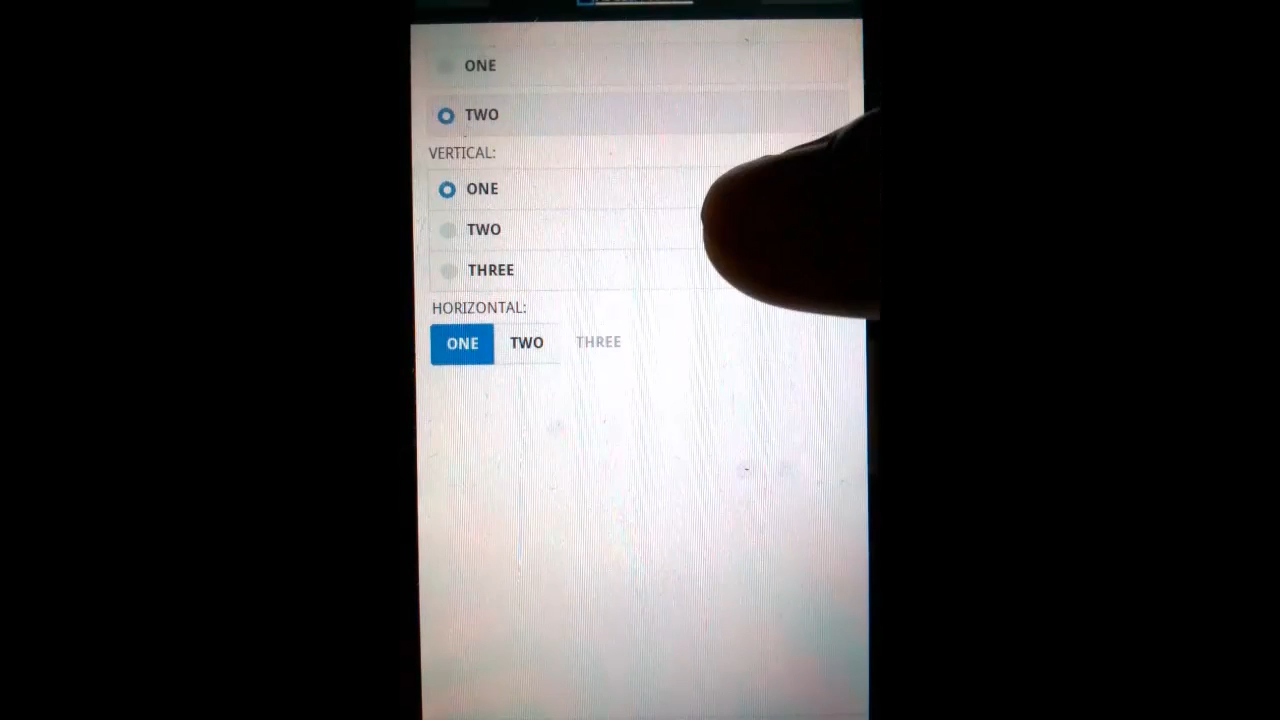 ONE
TWO
VERTICAL:
ONE
TWO
THREE
HORIZONTAL:
ONE TWO THREE